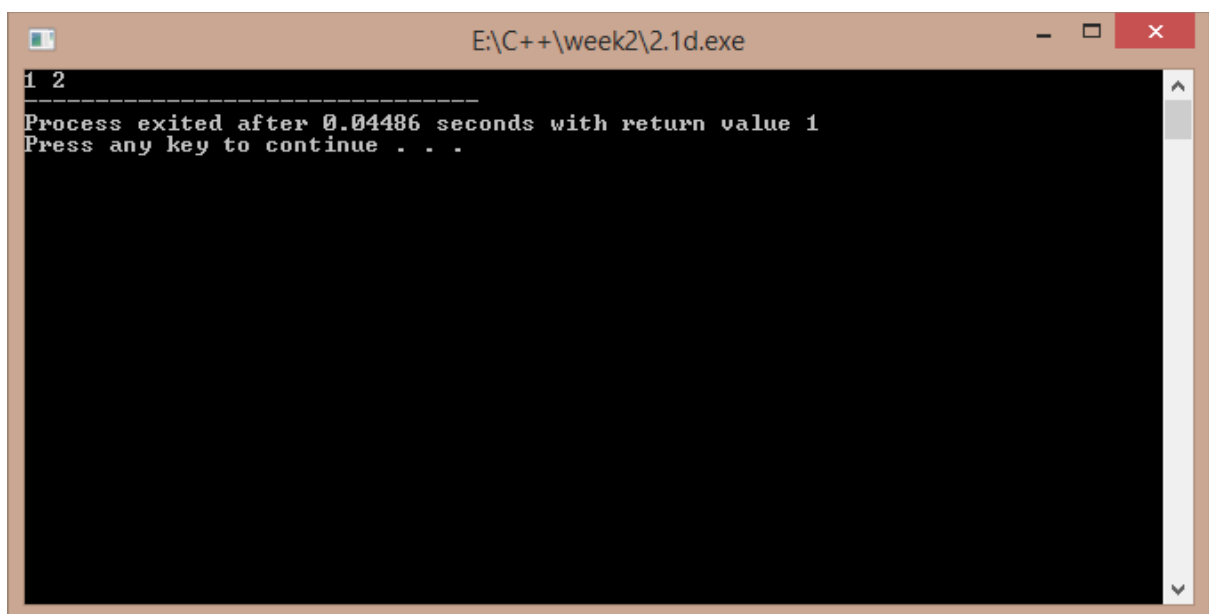 E:\C++\week2\2.1d.exe
1 2
--------------------------------
Process exited after 0.04486 seconds with return value 1
Press any key to continue . . .